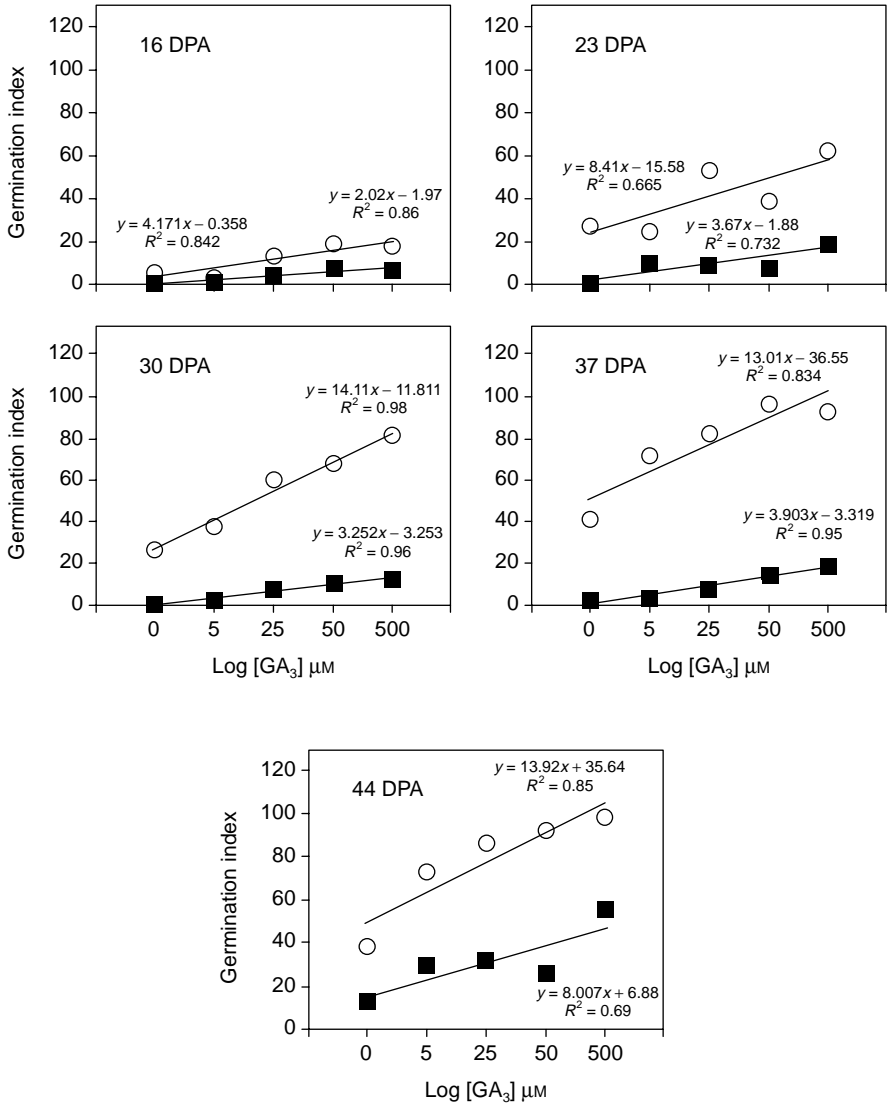 16 DPA
y = 4.171x – 0.358
R² = 0.842
y = 2.02x – 1.97
R² = 0.86
Germination index
120
100
80
60
40
20
0
23 DPA
y = 8.41x – 15.58
R² = 0.665
y = 3.67x – 1.88
R² = 0.732
120
100
80
60
40
20
0
30 DPA
y = 14.11x – 11.811
R² = 0.98
y = 3.252x – 3.253
R² = 0.96
Germination index
120
100
80
60
40
20
0
0 5 25 50 500
Log [GA₃] μM
37 DPA
y = 13.01x – 36.55
R² = 0.834
y = 3.903x – 3.319
R² = 0.95
120
100
80
60
40
20
0
0 5 25 50 500
Log [GA₃] μM
44 DPA
y = 13.92x + 35.64
R² = 0.85
y = 8.007x + 6.88
R² = 0.69
Germination index
120
100
80
60
40
20
0
0 5 25 50 500
Log [GA₃] μM